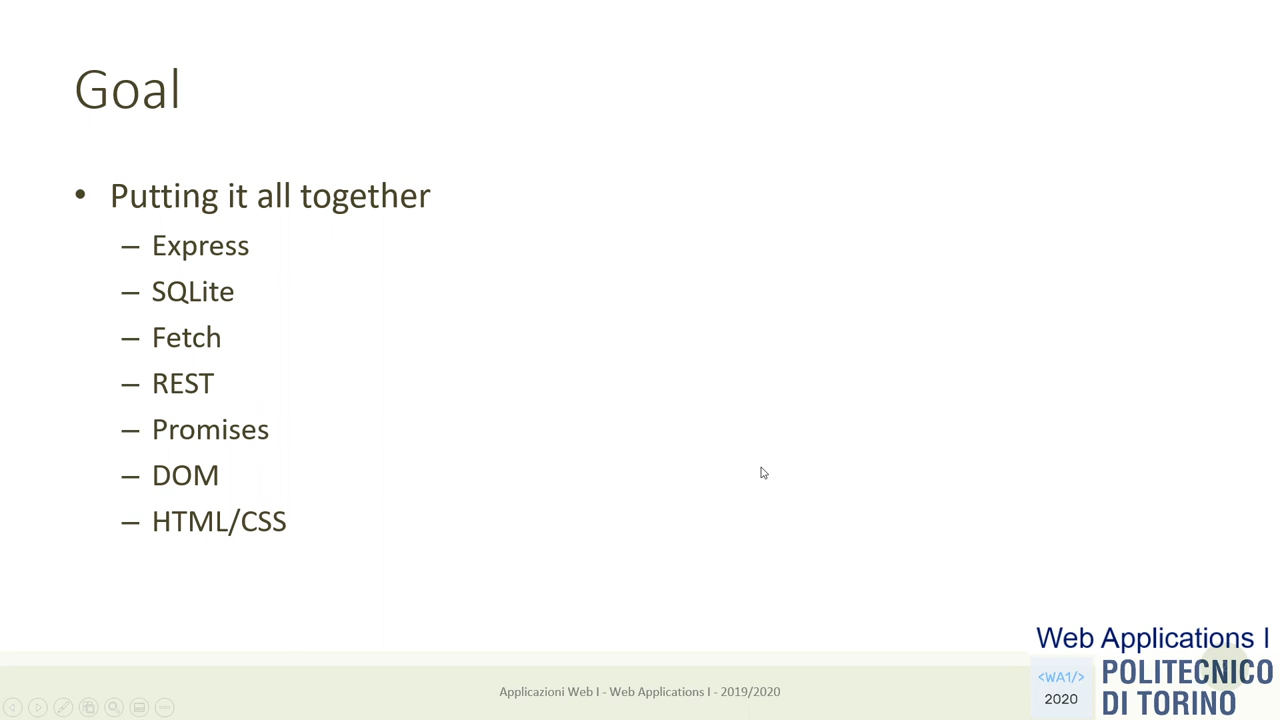 Goal
• Putting it all together
– Express
– SQLite
– Fetch
– REST
– Promises
– DOM
– HTML/CSS
Applicazioni Web I - Web Applications I - 2019/2020
Web Applications I
<WA1/>
2020
POLITECNICO
DI TORINO